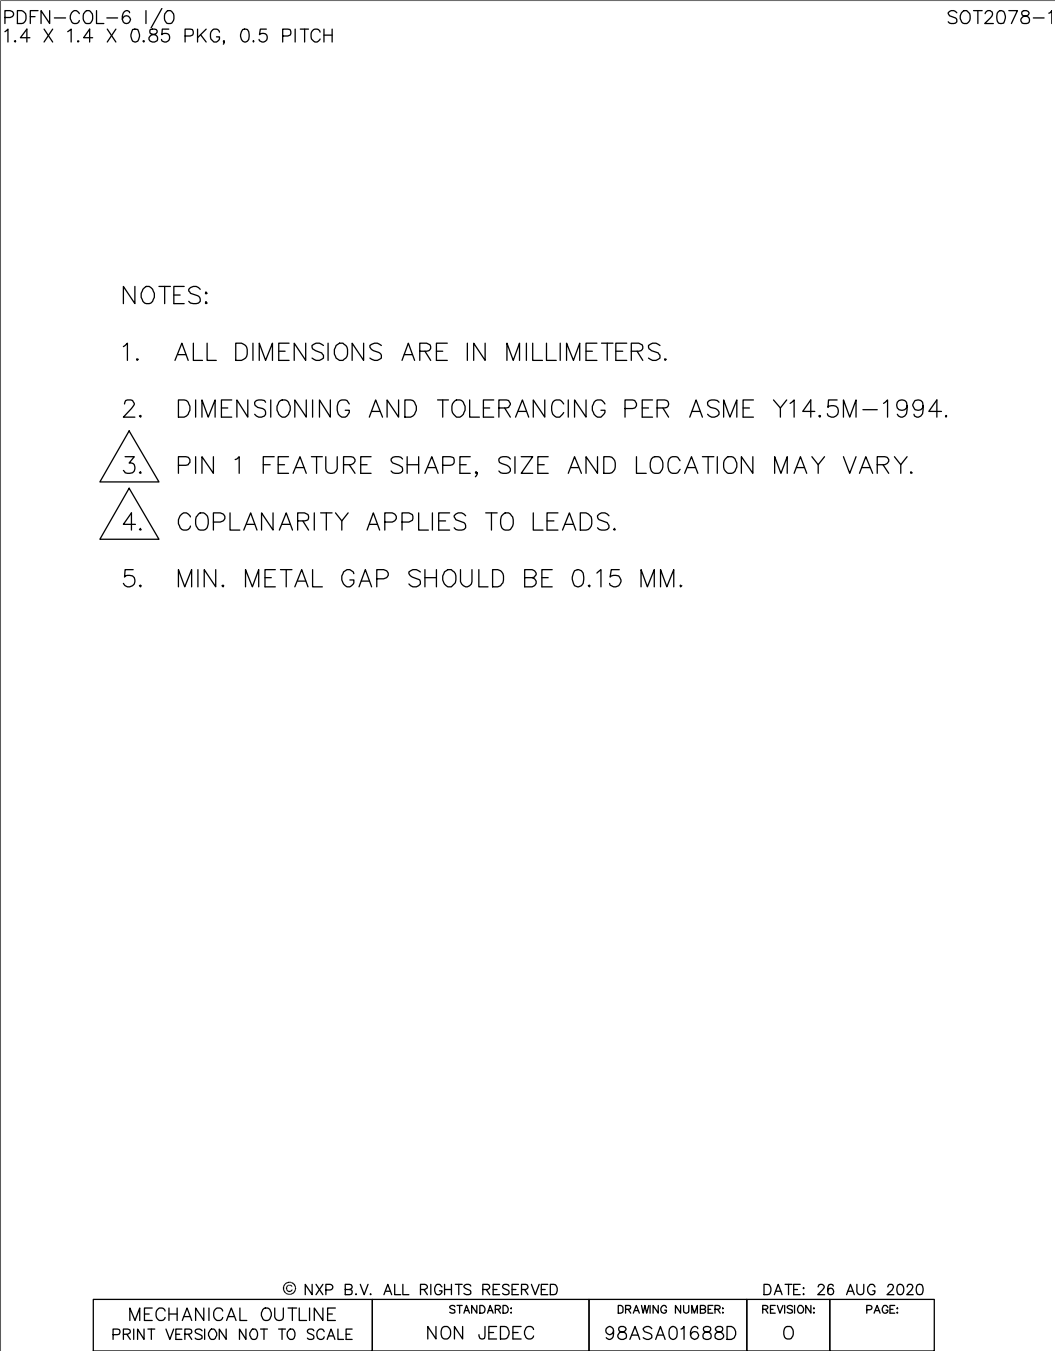 PDFN-COL-6 I/O
SOT2078-1
1.4 X 1.4 X 0.85 PKG, 0.5 PITCH
NOTES:
1. ALL DIMENSIONS ARE IN MILLIMETERS.
2. DIMENSIONING AND TOLERANCING PER ASME Y14.5M-1994.
3. PIN 1 FEATURE SHAPE, SIZE AND LOCATION MAY VARY.
4. COPLANARITY APPLIES TO LEADS.
5. MIN. METAL GAP SHOULD BE 0.15 MM.
© NXP B.V. ALL RIGHTS RESERVED
DATE: 26 AUG 2020
MECHANICAL OUTLINE
PRINT VERSION NOT TO SCALE
STANDARD:
NON JEDEC
DRAWING NUMBER:
98ASA01688D
REVISION:
O
PAGE: